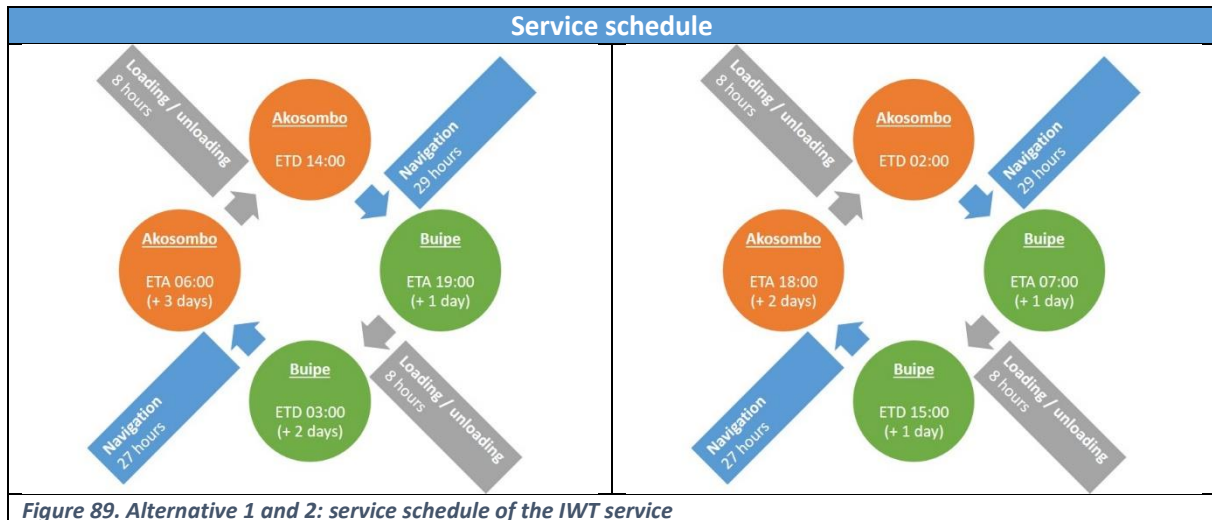 Service schedule
Loading / unloading
8 hours
Akosombo
ETD 14:00
Navigation
29 hours
Akosombo
ETA 06:00
(+ 3 days)
Buipe
ETA 19:00
(+ 1 day)
Navigation
27 hours
Buipe
ETD 03:00
(+ 2 days)
Loading / unloading
8 hours
Loading / unloading
8 hours
Akosombo
ETD 02:00
Navigation
29 hours
Akosombo
ETA 18:00
(+ 2 days)
Buipe
ETA 07:00
(+ 1 day)
Navigation
27 hours
Buipe
ETD 15:00
(+ 1 day)
Loading / unloading
8 hours
Figure 89. Alternative 1 and 2: service schedule of the IWT service